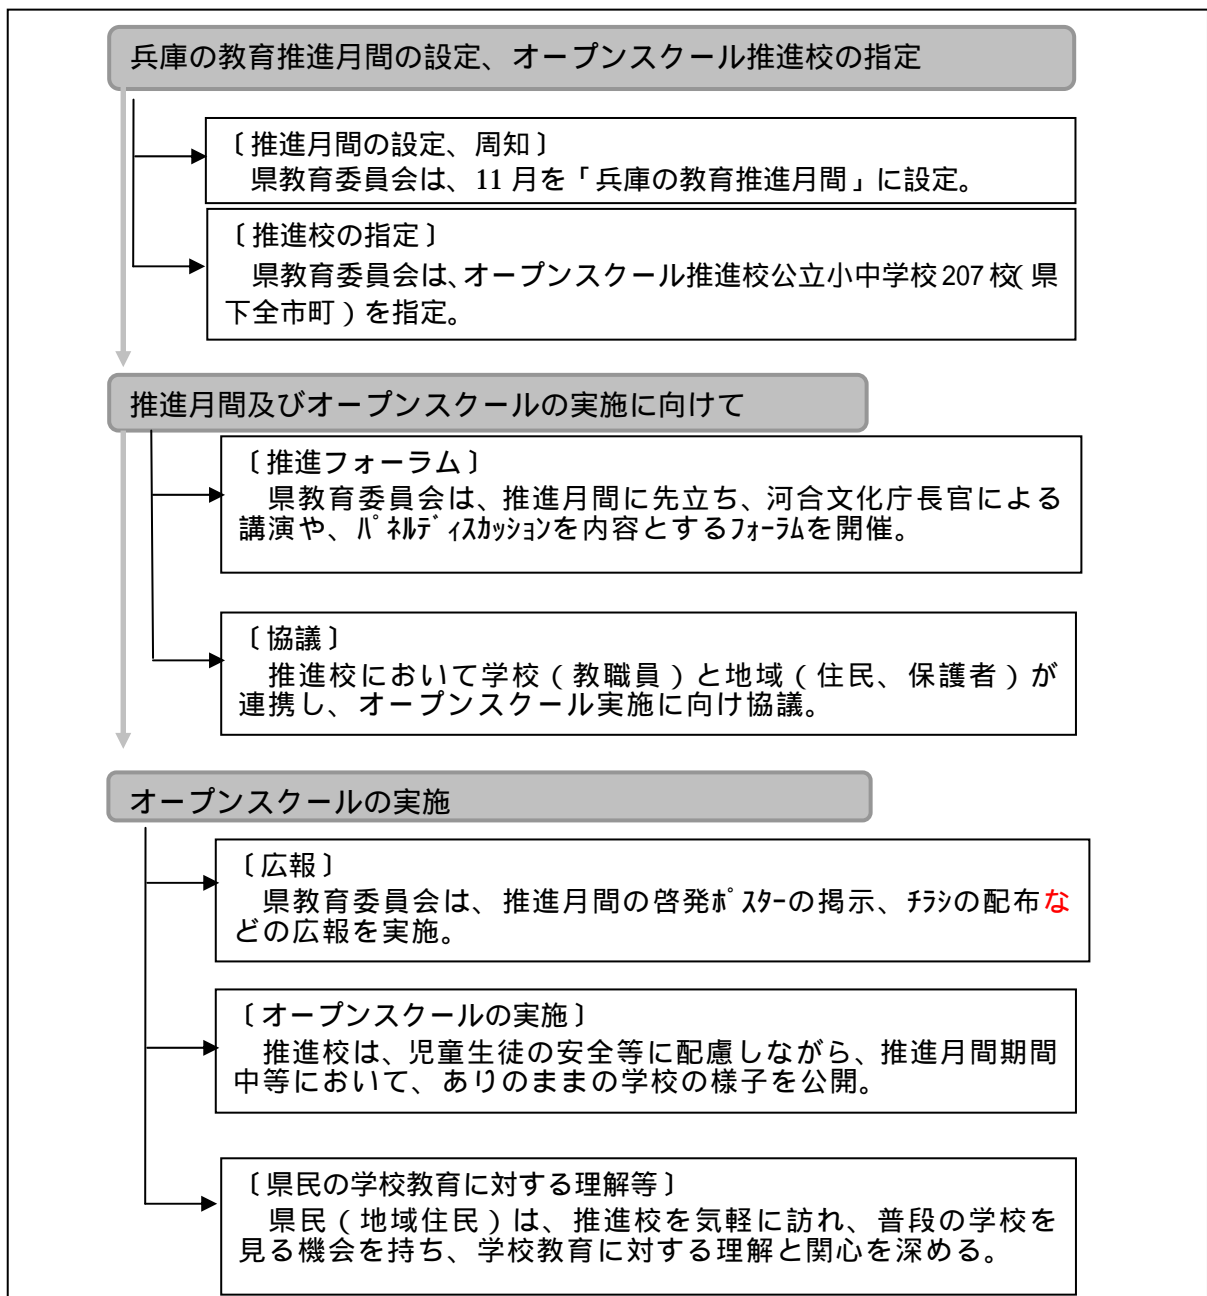 兵庫の教育推進月間の設定、オープンスクール推進校の指定
〔推進月間の設定、周知〕
県教育委員会は、11月を「兵庫の教育推進月間」に設定。
〔推進校の指定〕
県教育委員会は、オープンスクール推進校公立小中学校207校(県
下全市町)を指定。
推進月間及びオープンスクールの実施に向けて
〔推進フォーラム〕
県教育委員会は、推進月間に先立ち、河合文化庁長官による
講演や、パネルディスカッションを内容とするフォーラムを開催。
〔協議〕
推進校において学校(教職員)と地域(住民、保護者)が
連携し、オープンスクール実施に向け協議。
オープンスクールの実施
〔広報〕
県教育委員会は、推進月間の啓発ポスターの掲示、チラシの配布な
どの広報を実施。
〔オープンスクールの実施〕
推進校は、児童生徒の安全等に配慮しながら、推進月間期間
中等において、ありのままの学校の様子を公開。
〔県民の学校教育に対する理解等〕
県民(地域住民)は、推進校を気軽に訪れ、普段の学校を
見る機会を持ち、学校教育に対する理解と関心を深める。